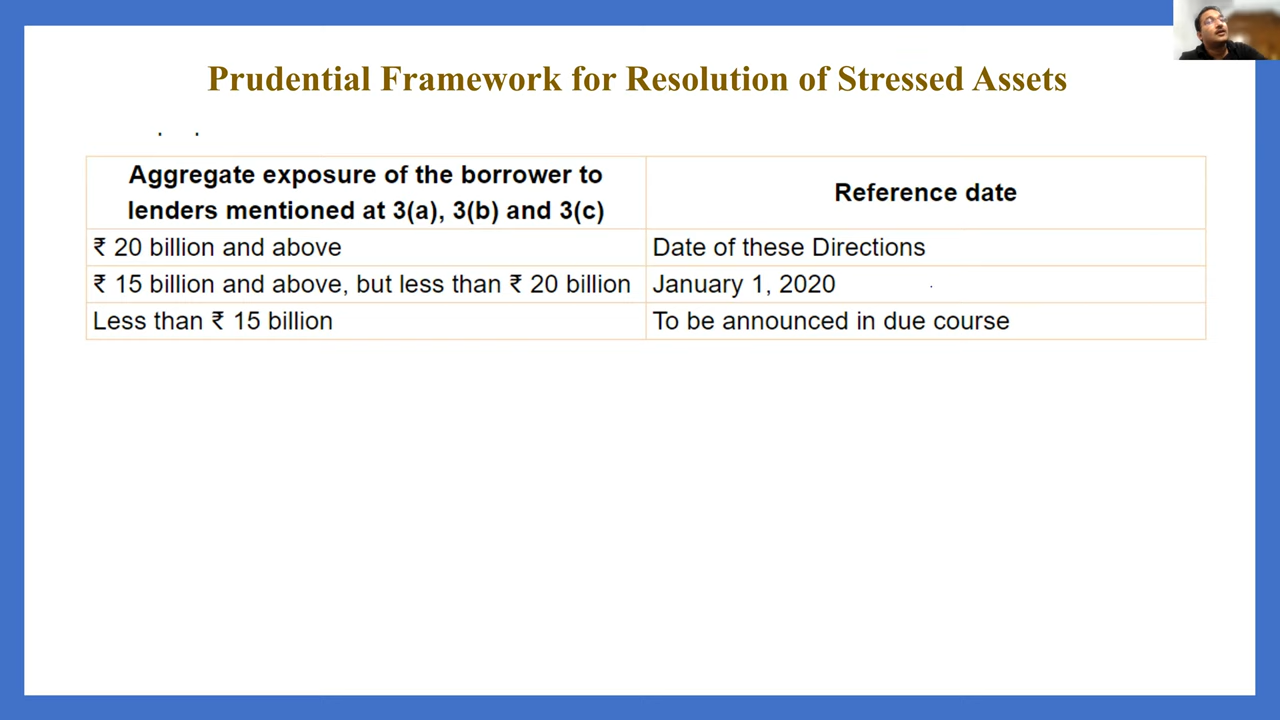 Prudential Framework for Resolution of Stressed Assets
Aggregate exposure of the borrower to
lenders mentioned at 3(a), 3(b) and 3(c)
Reference date
₹ 20 billion and above
Date of these Directions
₹ 15 billion and above, but less than ₹ 20 billion
January 1, 2020
Less than ₹ 15 billion
To be announced in due course